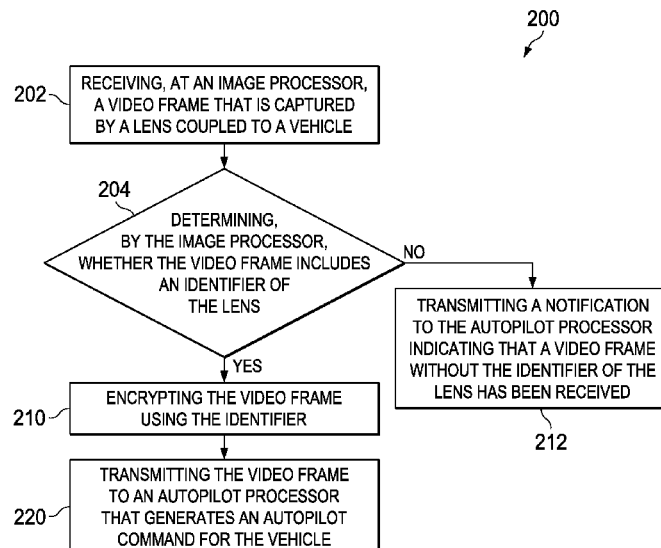 200
202
RECEIVING, AT AN IMAGE PROCESSOR,
A VIDEO FRAME THAT IS CAPTURED
BY A LENS COUPLED TO A VEHICLE
204
DETERMINING,
BY THE IMAGE PROCESSOR,
WHETHER THE VIDEO FRAME INCLUDES
AN IDENTIFIER OF
THE LENS
NO
TRANSMITTING A NOTIFICATION
TO THE AUTOPILOT PROCESSOR
INDICATING THAT A VIDEO FRAME
WITHOUT THE IDENTIFIER OF THE
LENS HAS BEEN RECEIVED
212
YES
210
ENCRYPTING THE VIDEO FRAME
USING THE IDENTIFIER
220
TRANSMITTING THE VIDEO FRAME
TO AN AUTOPILOT PROCESSOR
THAT GENERATES AN AUTOPILOT
COMMAND FOR THE VEHICLE